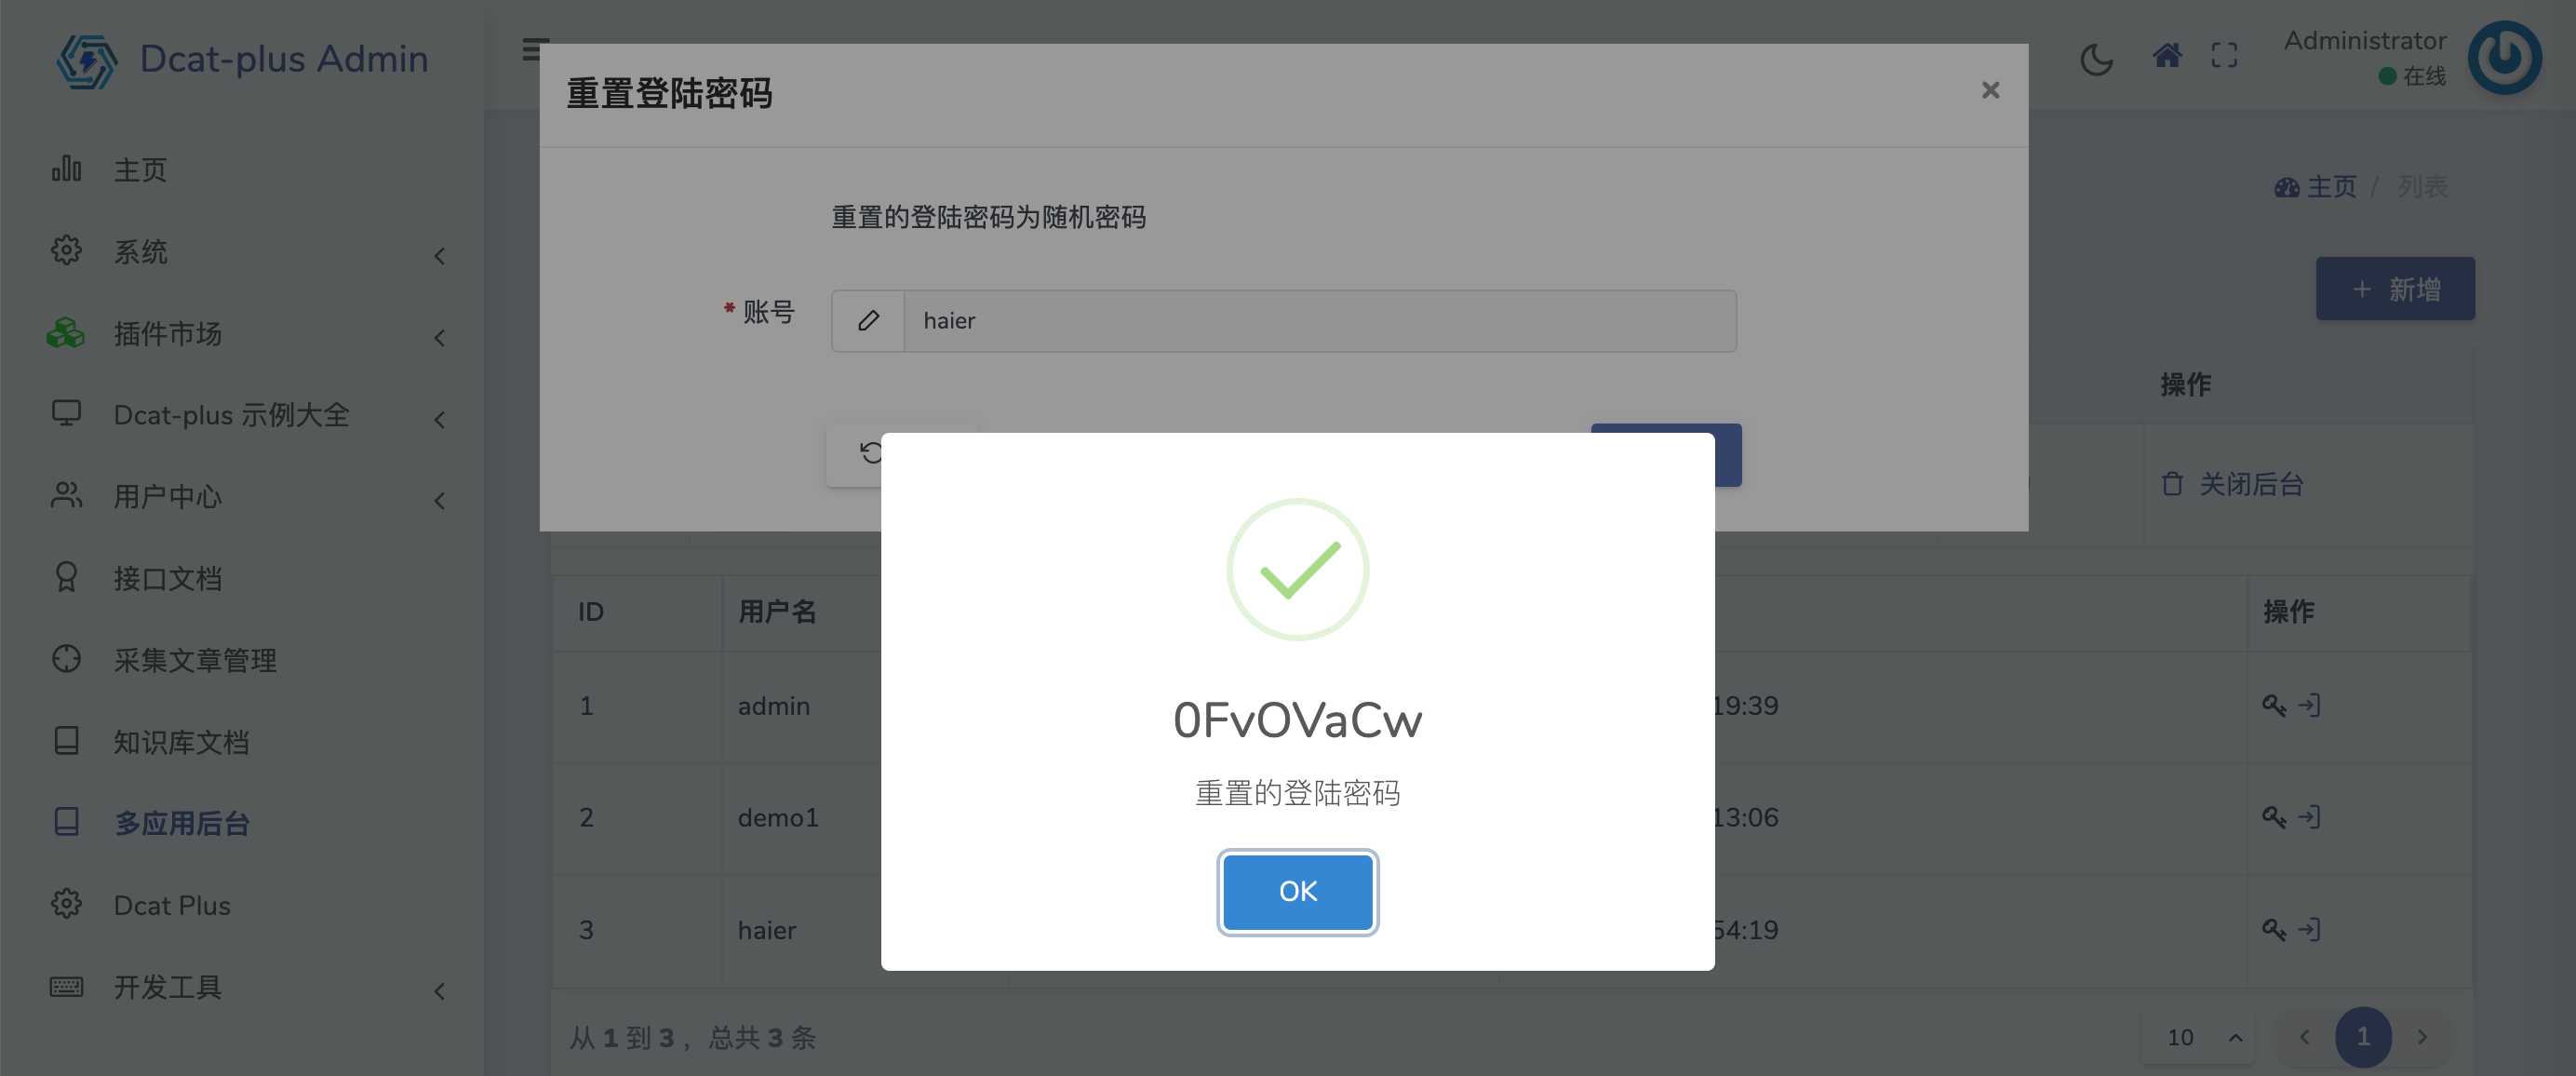 Dcat-plus Admin
Administrator
在线
重置登陆密码
主页
系统
插件市场
Dcat-plus 示例大全
用户中心
接口文档
采集文章管理
知识库文档
多应用后台
Dcat Plus
开发工具
主页 / 列表
重置的登陆密码为随机密码
* 账号
haier
+ 新增
操作
关闭后台
ID 用户名 操作
1 admin 19:39
2 demo1 13:06
3 haier 54:19
0FvOVaCw
重置的登陆密码
OK
从 1 到 3 ，总共 3 条
10
1